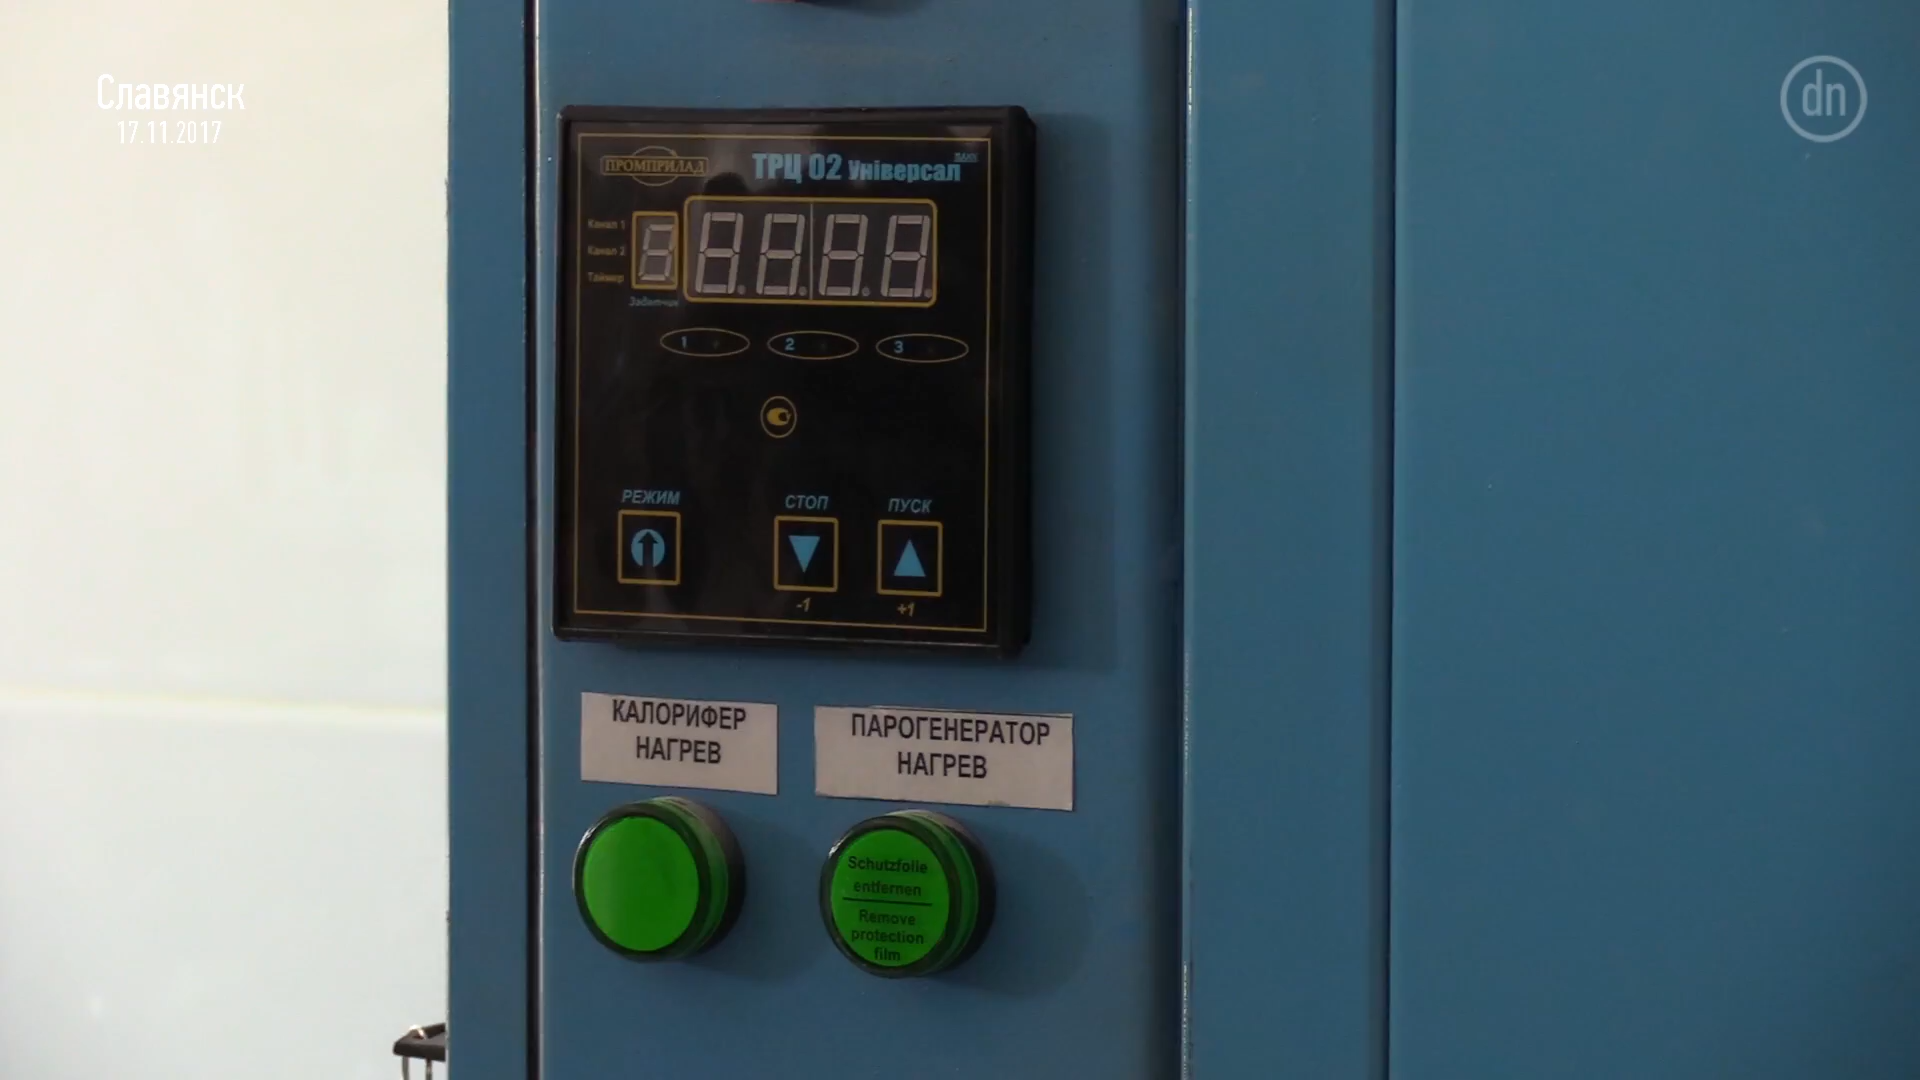 Славянск
17.11.2017
dn
ПРОМПРИЛАД
ТРЦ 02 Універсал
Канал 1
Канал 2
Таймер
Задатчик
1
2
3
РЕЖИМ
СТОП
ПУСК
-1
+1
КАЛОРИФЕР
НАГРЕВ
ПАРОГЕНЕРАТОР
НАГРЕВ
Schutzfolie
entfernen
Remove
protection
film